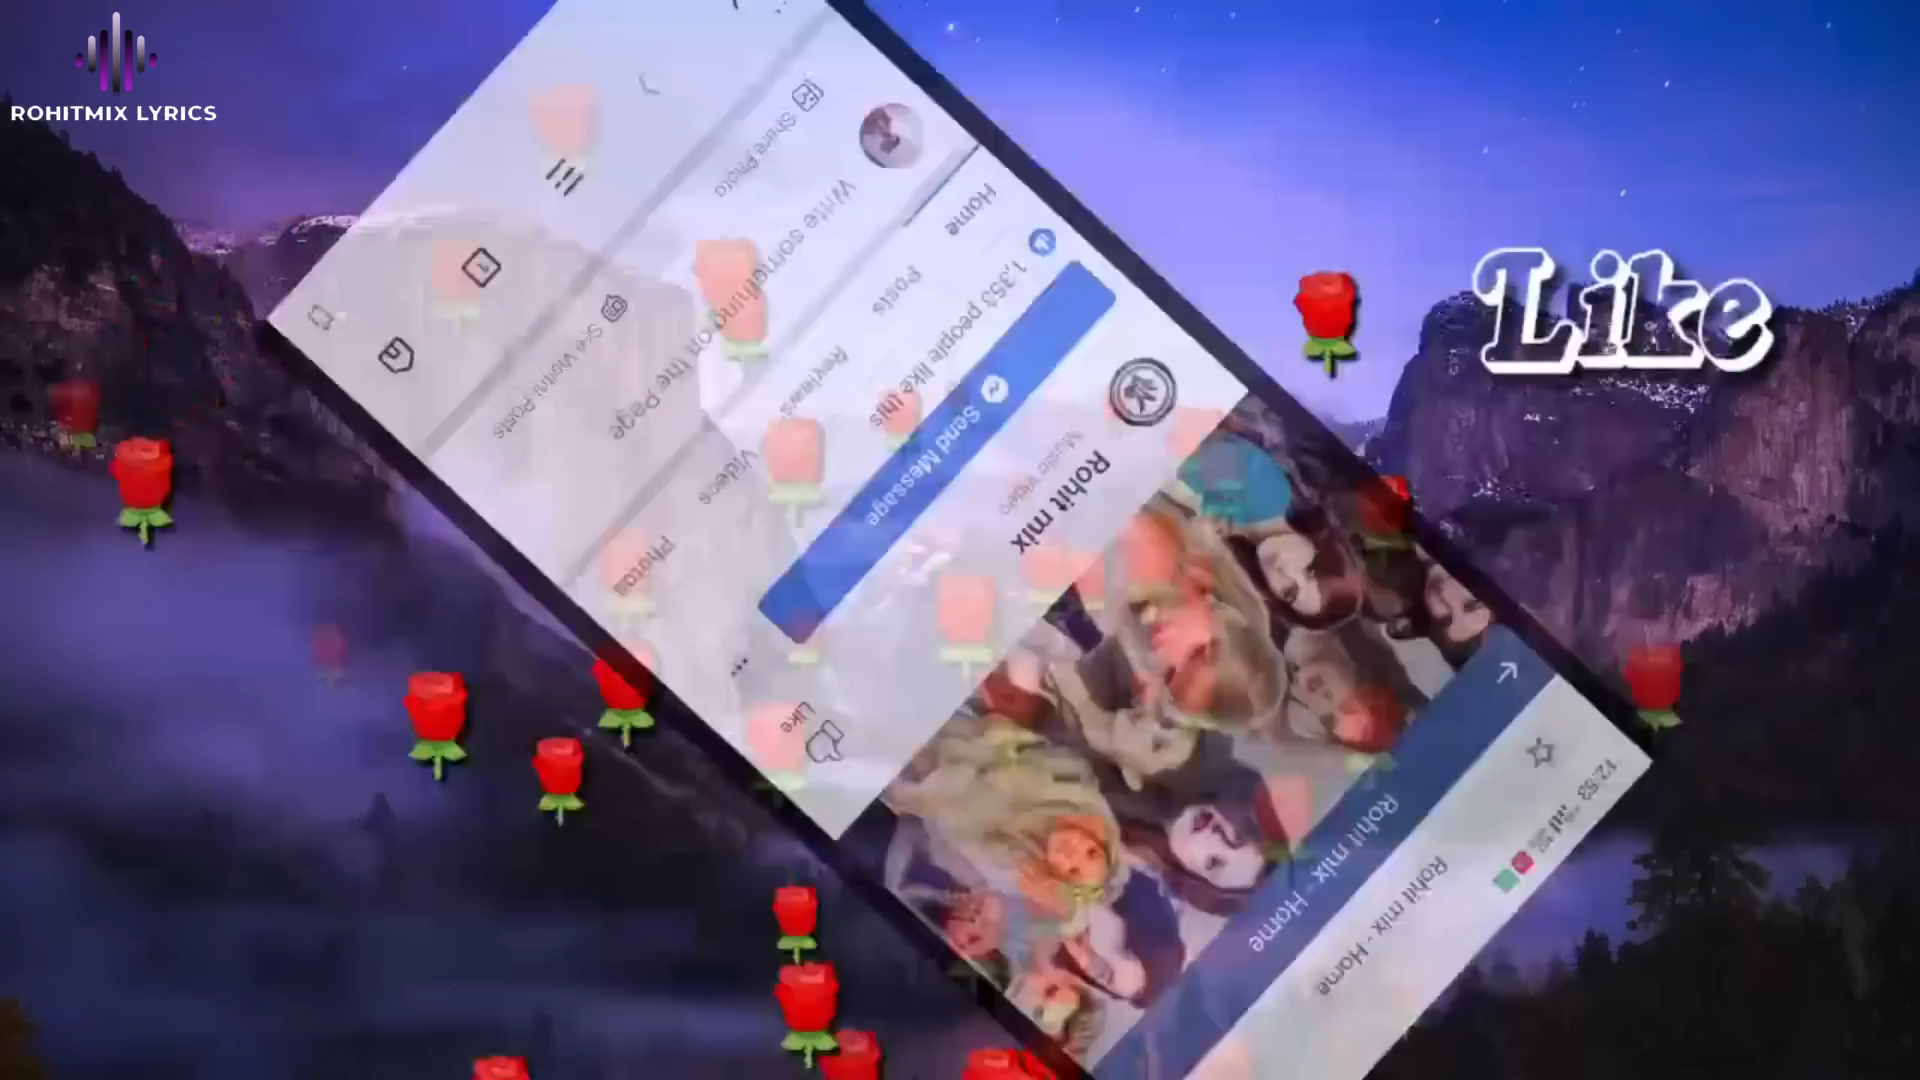 ROHITMIX LYRICS
Like
12:53
Rohit mix - Home
Rohit mix - Home
Rohit mix
Music Video
Send Message
Like
1,353 people like this
Home
Posts
Reviews
Videos
Photos
Write something on the Page
Share Photo
See Visitor Posts